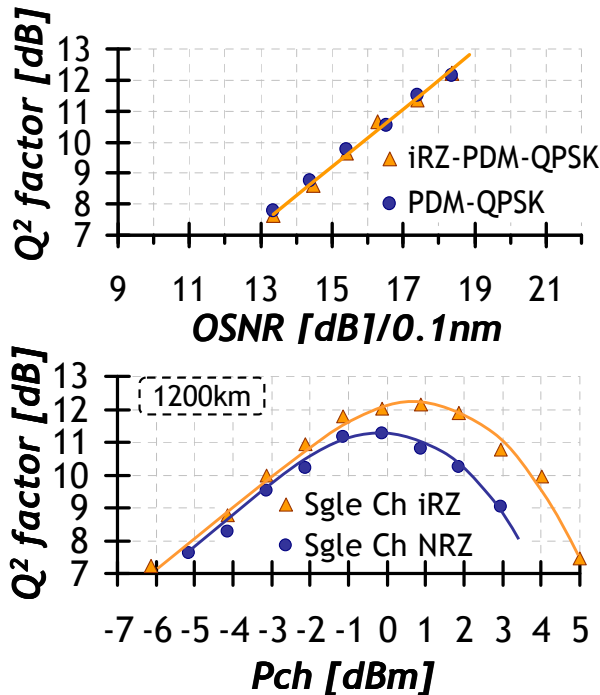 Q² factor [dB]
13
12
11
10
9
8
7
iRZ-PDM-QPSK
PDM-QPSK
9 11 13 15 17 19 21
OSNR [dB]/0.1nm
Q² factor [dB]
13
12
11
10
9
8
7
1200km
Sgle Ch iRZ
Sgle Ch NRZ
-7 -6 -5 -4 -3 -2 -1 0 1 2 3 4 5
Pch [dBm]